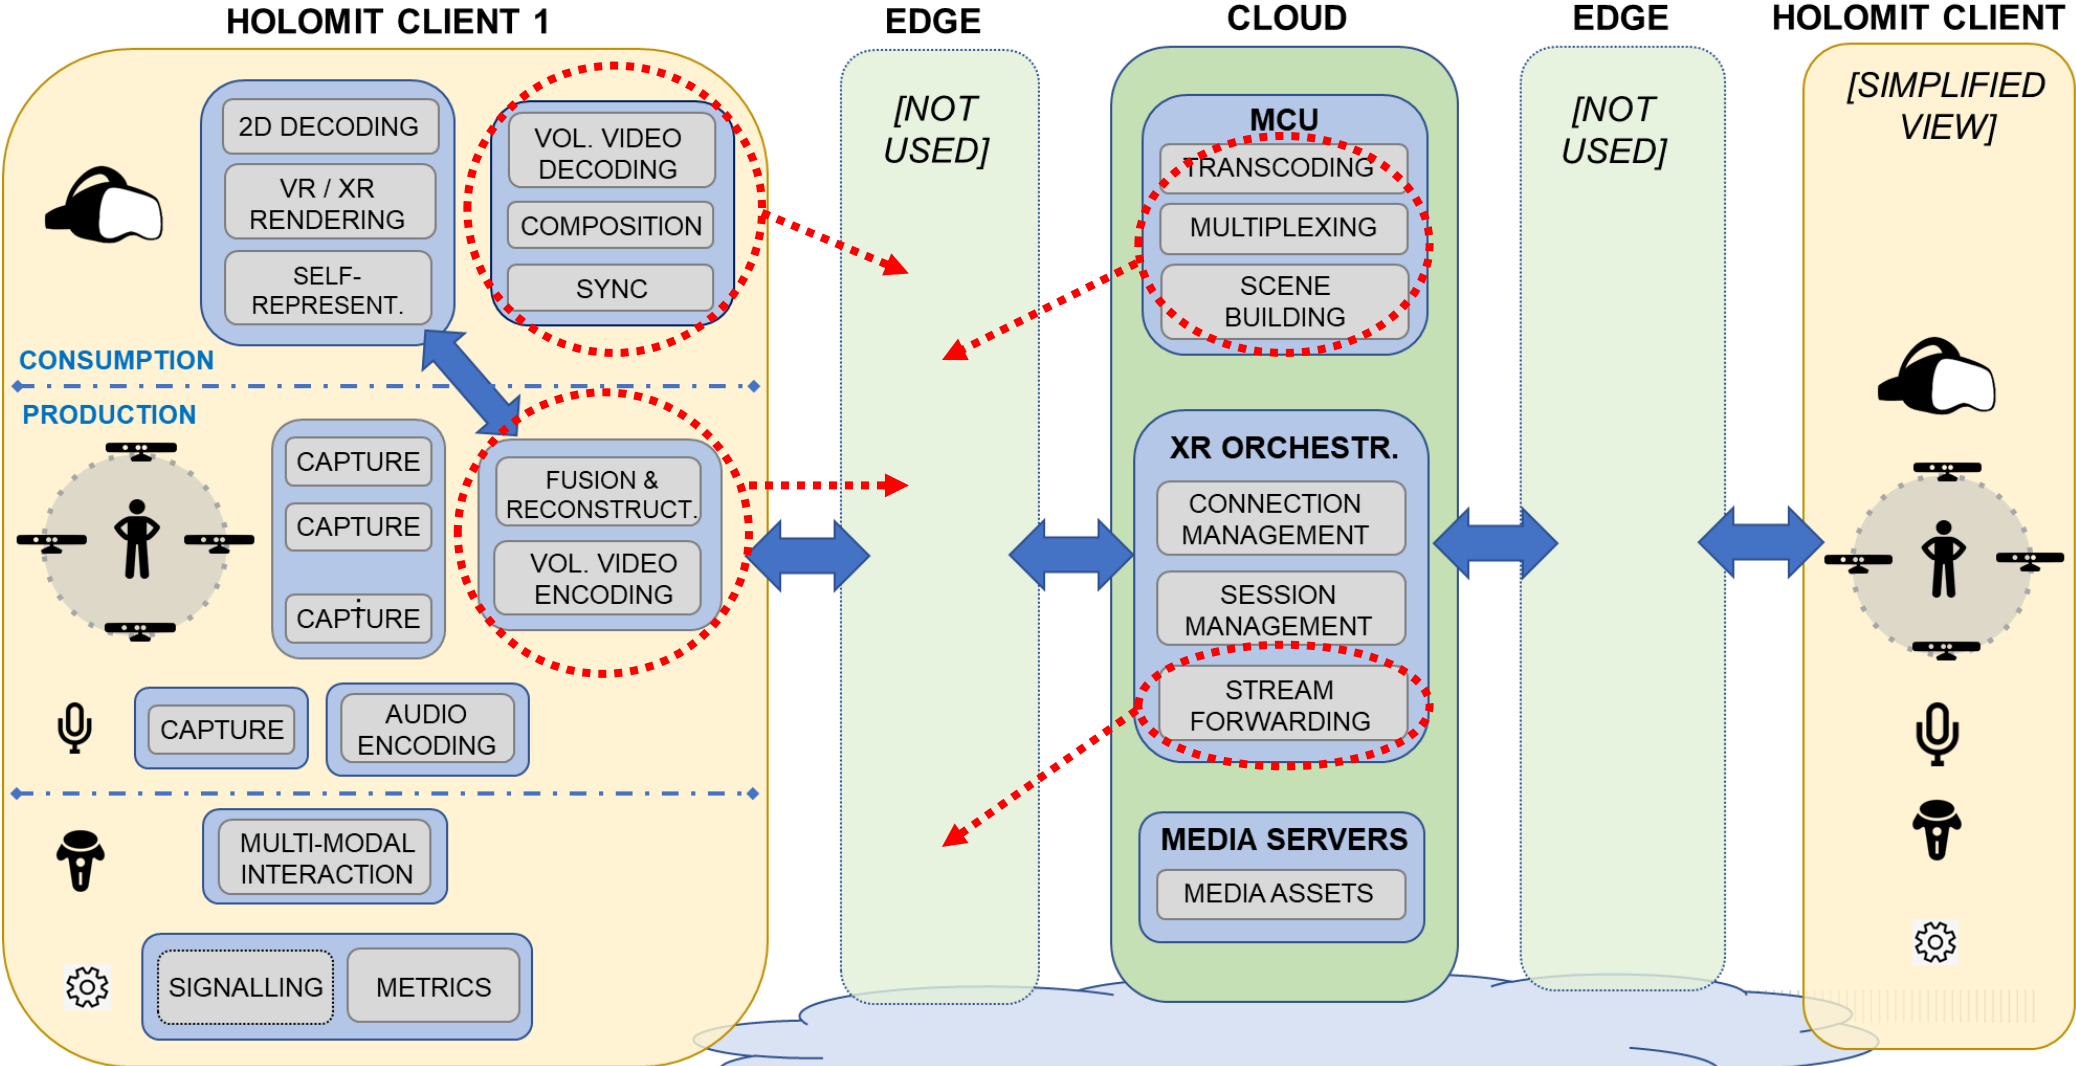 HOLOMIT CLIENT 1
EDGE
CLOUD
EDGE
HOLOMIT CLIENT
2D DECODING
VR / XR
RENDERING
SELF-
REPRESENT.
VOL. VIDEO
DECODING
COMPOSITION
SYNC
[NOT
USED]
MCU
TRANSCODING
MULTIPLEXING
SCENE
BUILDING
[NOT
USED]
[SIMPLIFIED
VIEW]
CONSUMPTION
PRODUCTION
CAPTURE
CAPTURE
CAPTURE
FUSION &
RECONSTRUCT.
VOL. VIDEO
ENCODING
XR ORCHESTR.
CONNECTION
MANAGEMENT
SESSION
MANAGEMENT
STREAM
FORWARDING
CAPTURE
AUDIO
ENCODING
MULTI-MODAL
INTERACTION
MEDIA SERVERS
MEDIA ASSETS
SIGNALLING
METRICS